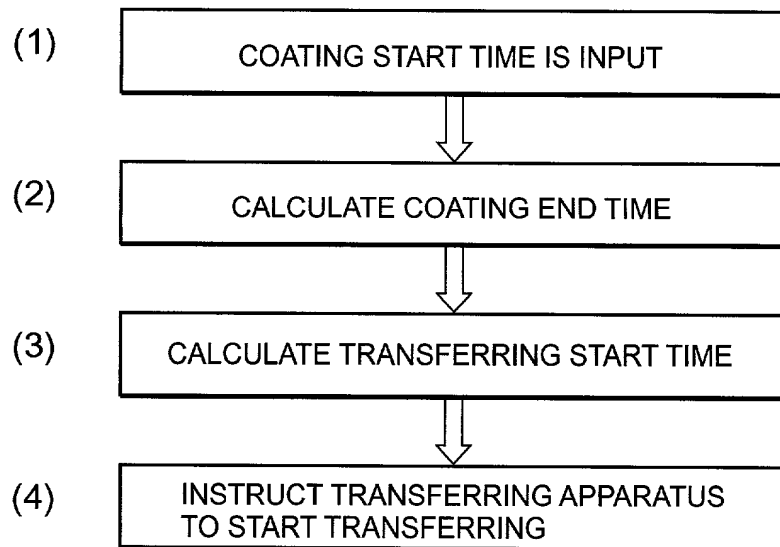 (1) COATING START TIME IS INPUT
(2) CALCULATE COATING END TIME
(3) CALCULATE TRANSFERRING START TIME
(4) INSTRUCT TRANSFERRING APPARATUS
TO START TRANSFERRING